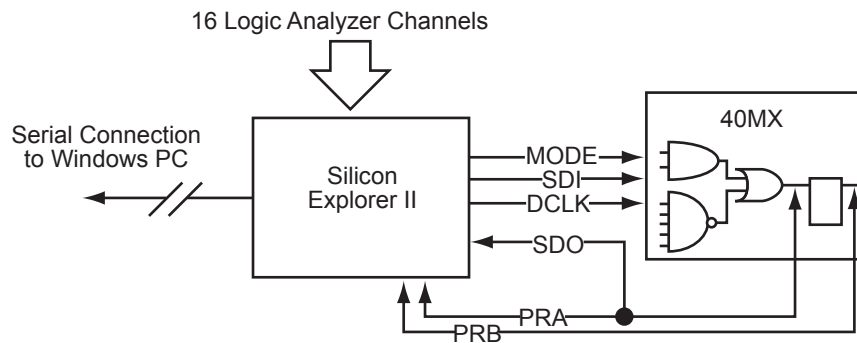 16 Logic Analyzer Channels
Serial Connection
to Windows PC
Silicon
Explorer II
MODE
SDI
DCLK
SDO
PRA
PRB
40MX